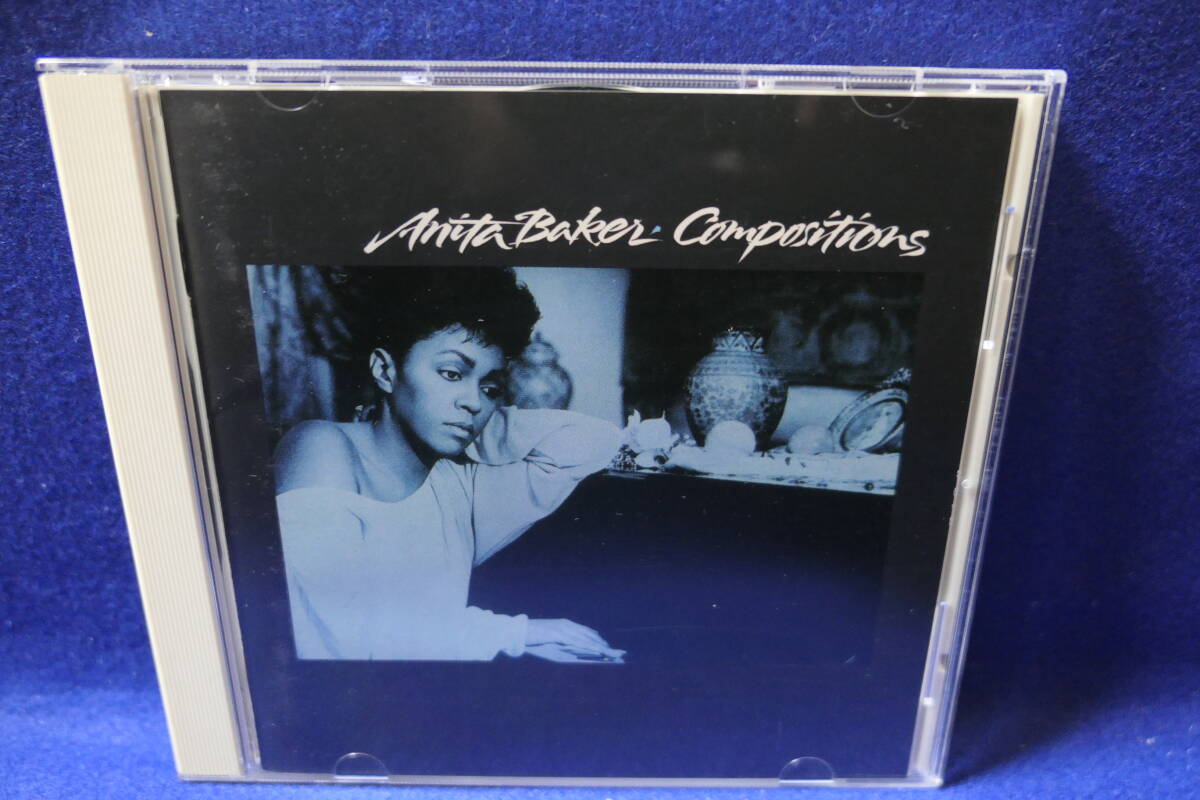 Anita Baker · Compositions